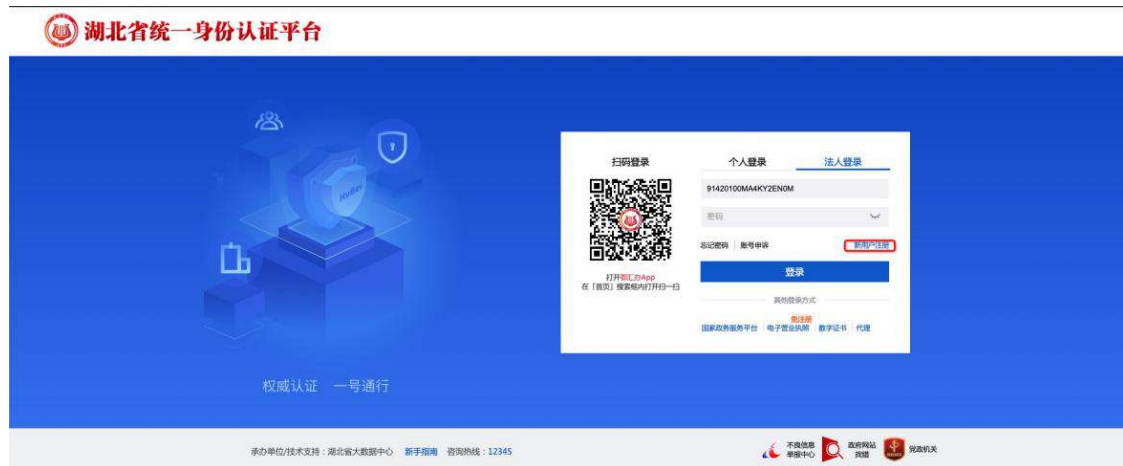 湖北省统一身份认证平台
HuBei
权威认证 一号通行
扫码登录
打开鄂汇办App
在「首页」搜索框内打开扫一扫
个人登录 法人登录
91420100MA4KY2EN0M
密码
忘记密码 账号申诉 新用户注册
登录
其他登录方式
免注册
国家政务服务平台 电子营业执照 数字证书 代理
承办单位/技术支持：湖北省大数据中心 新手指南 咨询热线：12345
不良信息
举报中心
政府网站
找错
党政机关